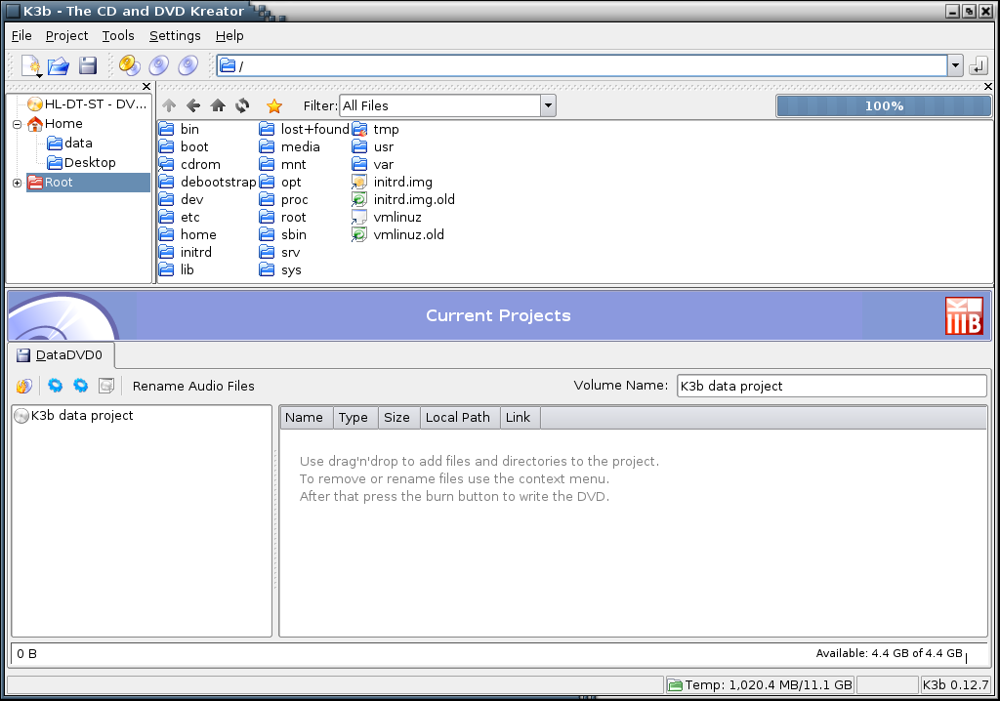 K3b - The CD and DVD Kreator
File Project Tools Settings Help
/
HL-DT-ST - DV...
Home
data
Desktop
Root
Filter: All Files 100%
bin lost+found tmp
boot media usr
cdrom mnt var
debootstrap opt initrd.img
dev proc initrd.img.old
etc root vmlinuz
home sbin vmlinuz.old
initrd srv
lib sys
Current Projects
DataDVD0
Rename Audio Files Volume Name: K3b data project
K3b data project
Name Type Size Local Path Link
Use drag'n'drop to add files and directories to the project.
To remove or rename files use the context menu.
After that press the burn button to write the DVD.
0 B Available: 4.4 GB of 4.4 GB
Temp: 1,020.4 MB/11.1 GB K3b 0.12.7